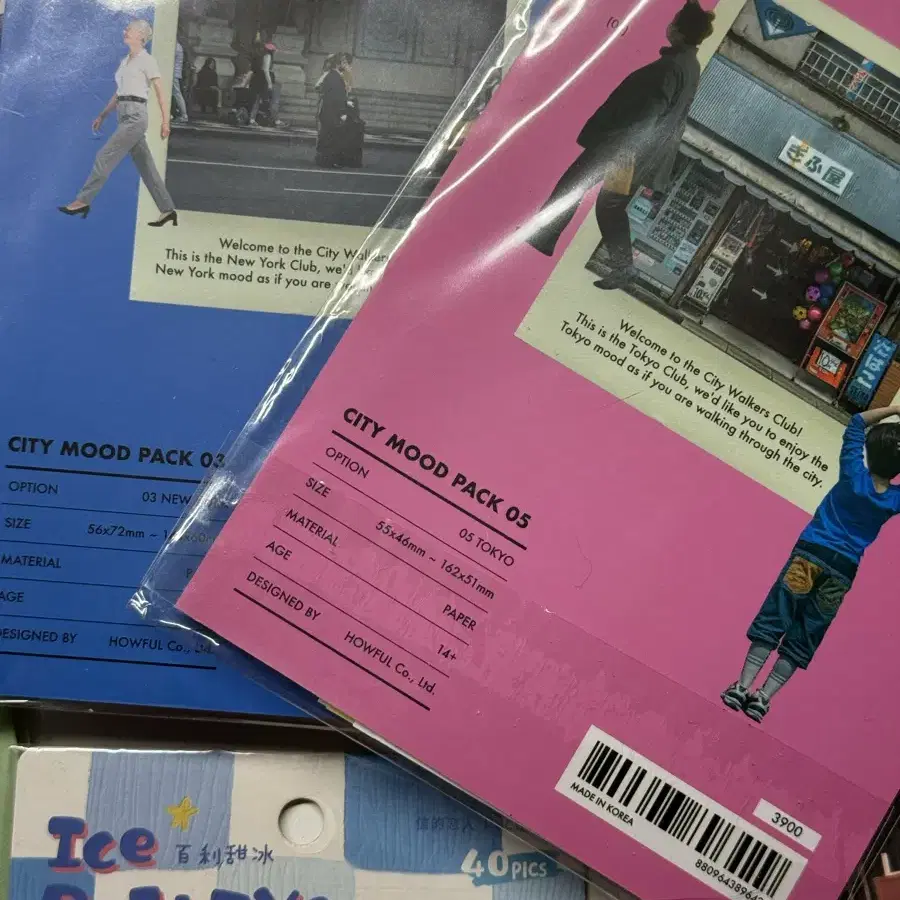 Welcome to the City Walkers
This is the New York Club, we'd
New York mood as if you are
CITY MOOD PACK 03
OPTION 03 NEW
SIZE 56x72mm ~
MATERIAL
AGE
DESIGNED BY HOWFUL Co., Ltd.
ぎふ屋
Welcome to the City Walkers Club!
This is the Tokyo Club, we'd like you to enjoy the
Tokyo mood as if you are walking through the city.
CITY MOOD PACK 05
OPTION 05 TOKYO
SIZE 55x46mm ~ 162x51mm
MATERIAL PAPER
AGE 14+
DESIGNED BY HOWFUL Co., Ltd.
MADE IN KOREA
3900
Ice
百利甜冰
40PICS